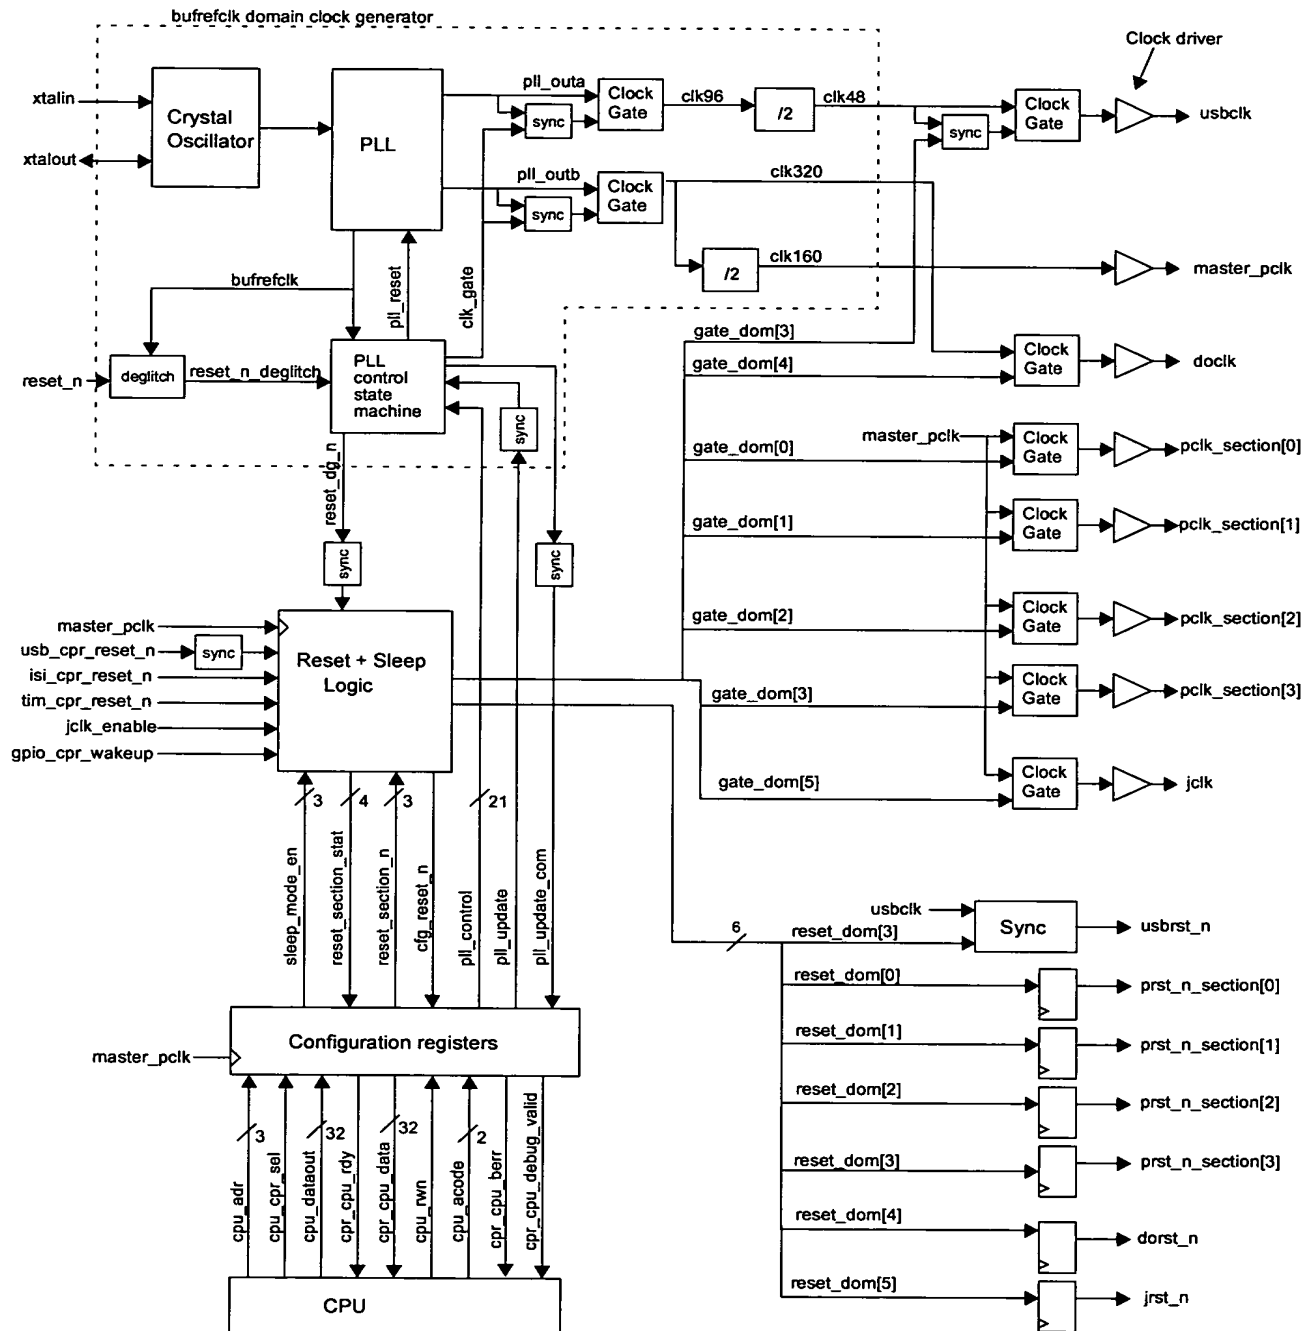 bufrefclk domain clock generator
Clock driver
xtalin
xtalout
Crystal
Oscillator
PLL
pll_outa
sync
Clock
Gate
clk96
/2
clk48
sync
Clock
Gate
usbclk
pll_outb
sync
Clock
Gate
clk320
/2
clk160
master_pclk
bufrefclk
pll_reset
clk_gate
reset_n
deglitch
reset_n_deglitch
PLL
control
state
machine
sync
gate_dom[3]
gate_dom[4]
Clock
Gate
doclk
reset_dg_n
sync
sync
master_pclk
gate_dom[0]
Clock
Gate
pclk_section[0]
gate_dom[1]
Clock
Gate
pclk_section[1]
gate_dom[2]
Clock
Gate
pclk_section[2]
gate_dom[3]
Clock
Gate
pclk_section[3]
gate_dom[5]
Clock
Gate
jclk
master_pclk
usb_cpr_reset_n
sync
isi_cpr_reset_n
tim_cpr_reset_n
jclk_enable
gpio_cpr_wakeup
Reset + Sleep
Logic
3
4
3
21
sleep_mode_en
reset_section_stat
reset_section_n
cfg_reset_n
pll_control
pll_update
pll_update_com
6
usbclk
reset_dom[3]
Sync
usbrst_n
reset_dom[0]
prst_n_section[0]
reset_dom[1]
prst_n_section[1]
reset_dom[2]
prst_n_section[2]
reset_dom[3]
prst_n_section[3]
reset_dom[4]
dorst_n
reset_dom[5]
jrst_n
master_pclk
Configuration registers
3
32
32
2
cpu_adr
cpu_cpr_sel
cpu_dataout
cpr_cpu_rdy
cpr_cpu_data
cpu_rwn
cpu_acode
cpr_cpu_berr
cpr_cpu_debug_valid
CPU